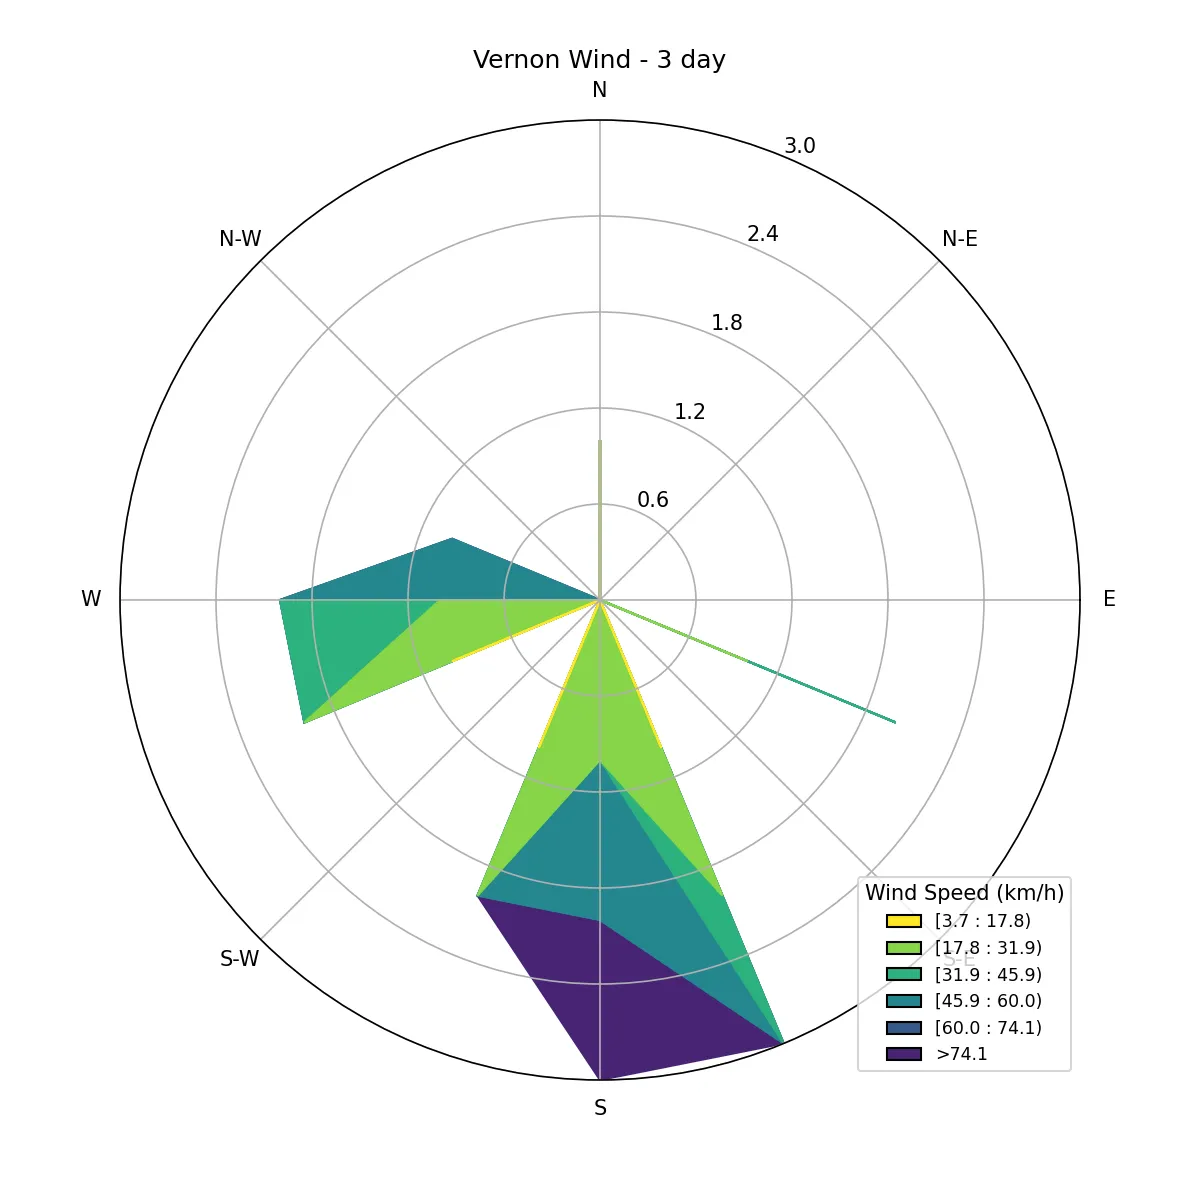 Vernon Wind - 3 day
N
3.0
N-W
2.4
N-E
1.8
1.2
0.6
W
E
Wind Speed (km/h)
[3.7 : 17.8)
[17.8 : 31.9)
S-W
S-E
[31.9 : 45.9)
[45.9 : 60.0)
[60.0 : 74.1)
>74.1
S